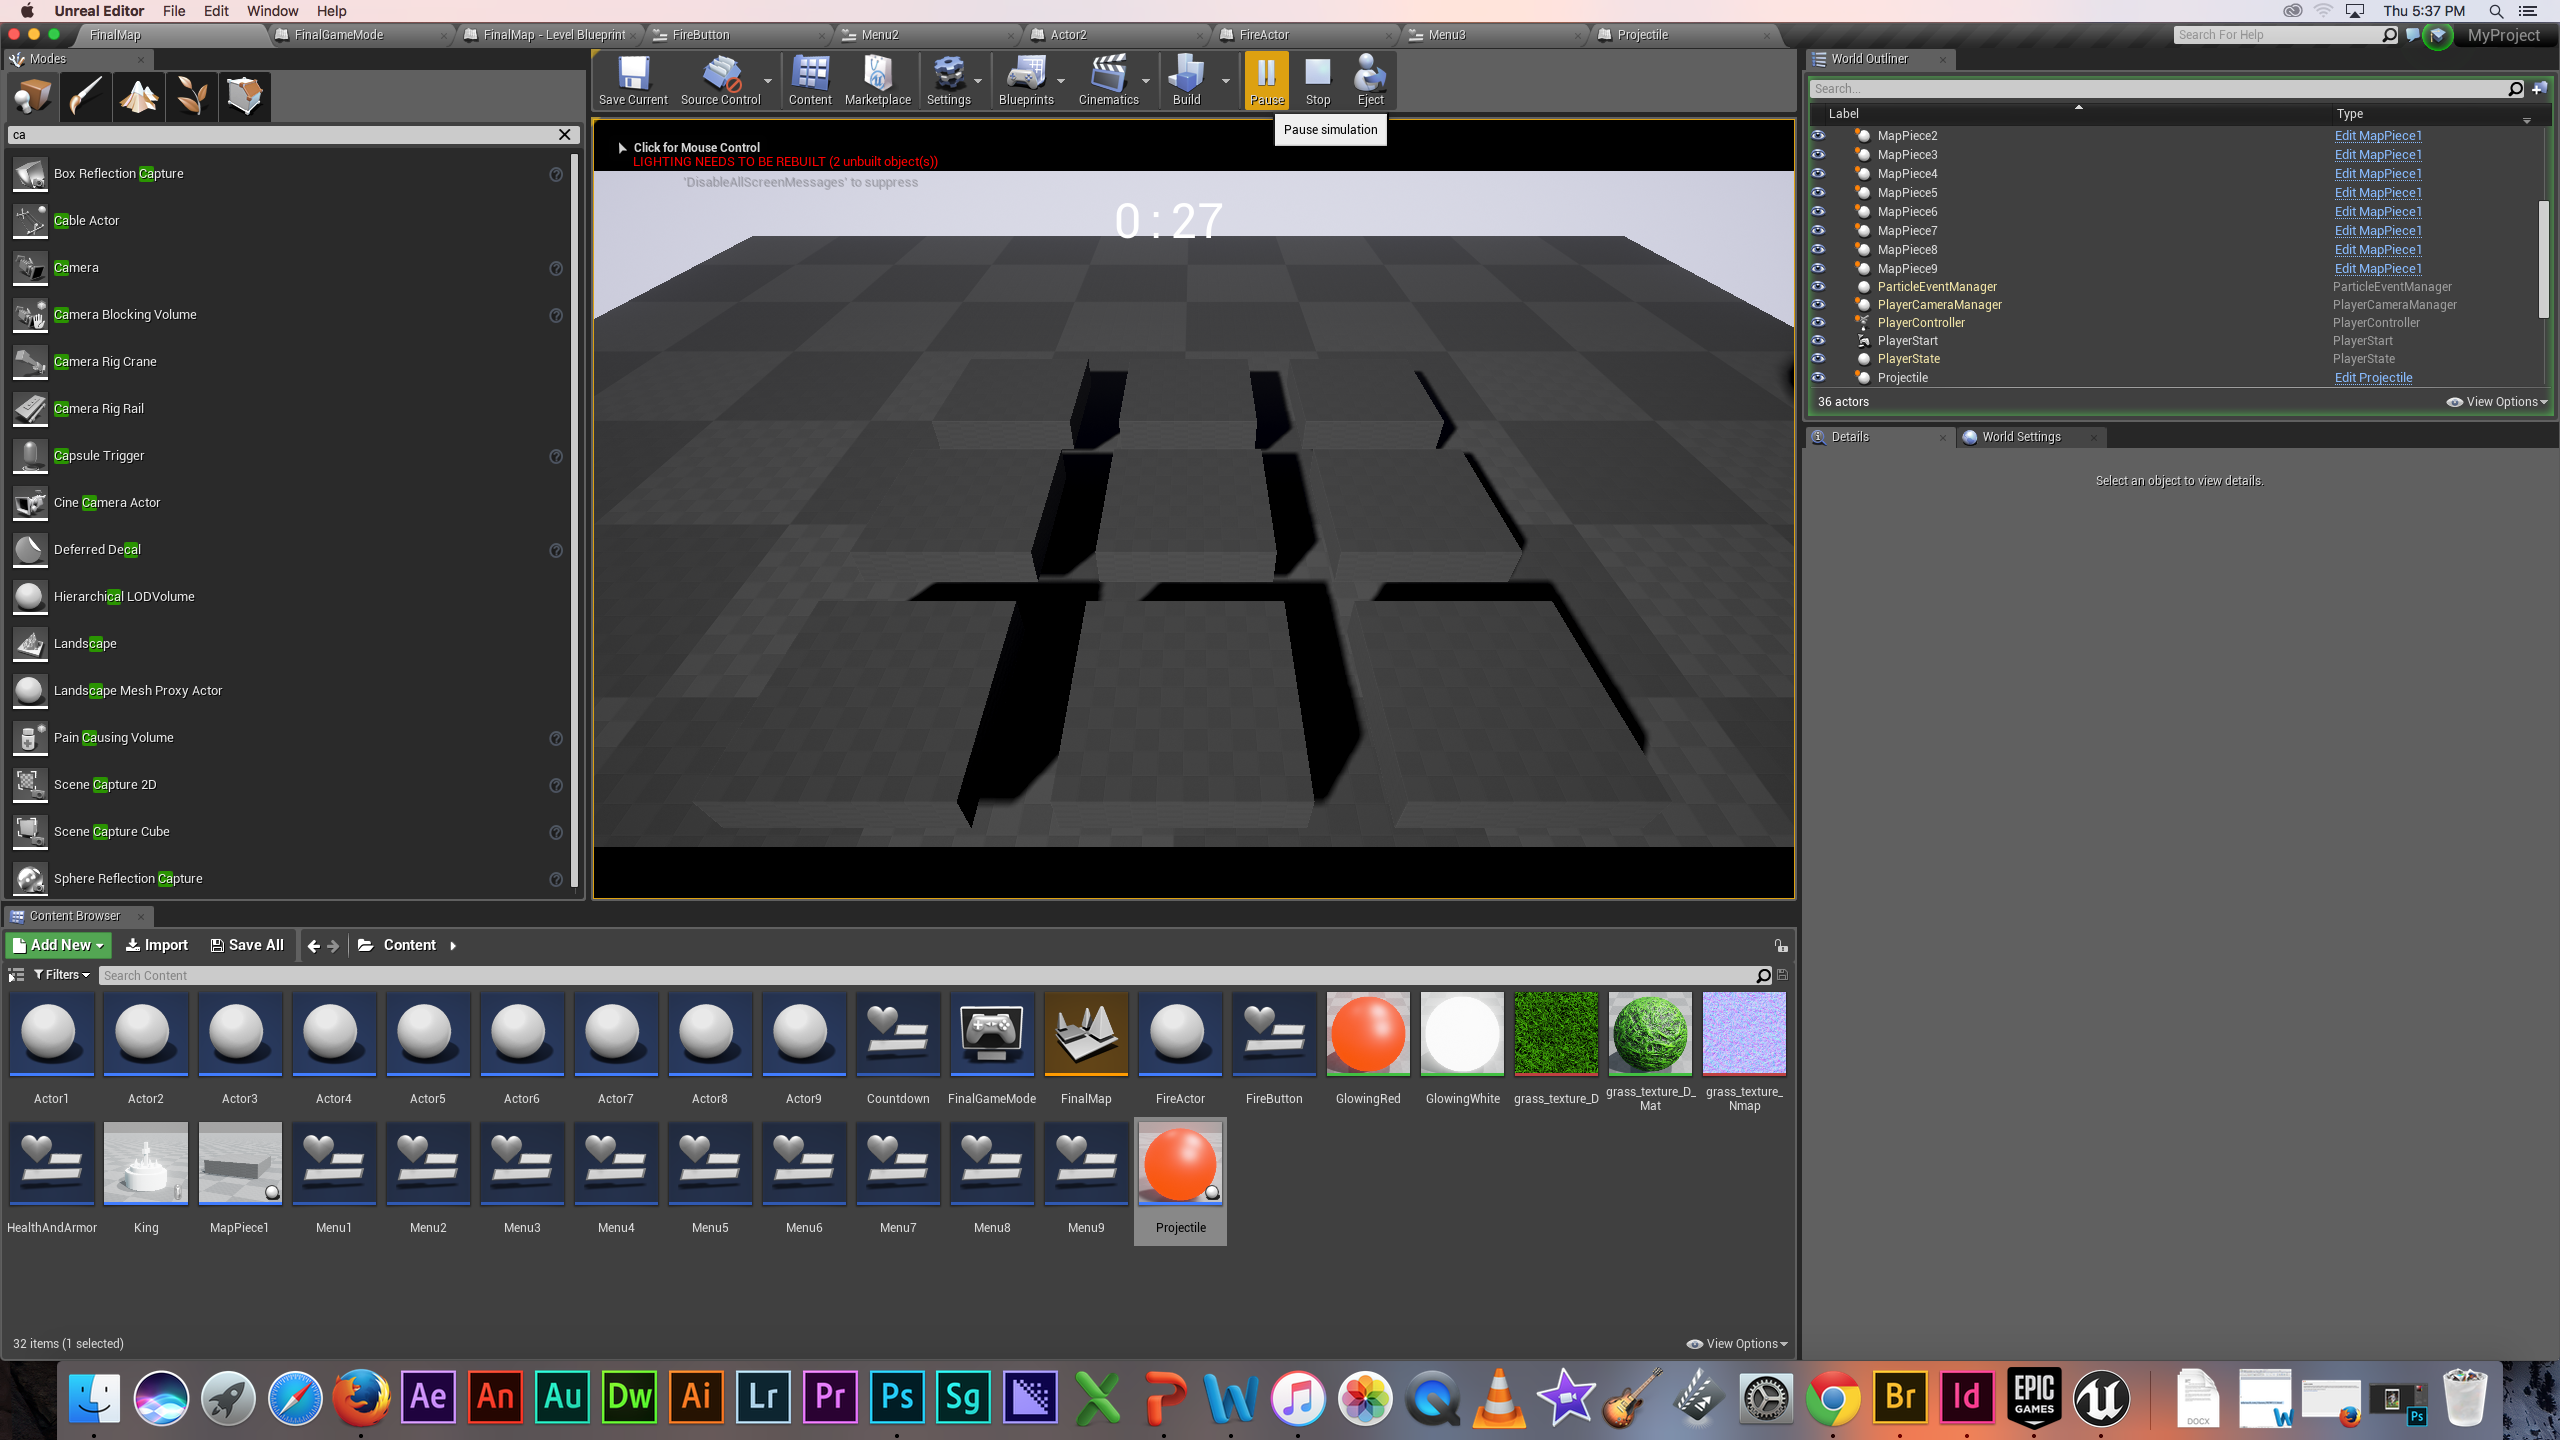 Unreal Editor File Edit Window Help
Thu 5:37 PM
FinalMap
FinalGameMode
FinalMap - Level Blueprint
FireButton
Menu2
Actor2
FireActor
Menu3
Projectile
Search For Help
MyProject
Modes
ca
Box Reflection Capture
Cable Actor
Camera
Camera Blocking Volume
Camera Rig Crane
Camera Rig Rail
Capsule Trigger
Cine Camera Actor
Deferred Decal
Hierarchical LODVolume
Landscape
Landscape Mesh Proxy Actor
Pain Causing Volume
Scene Capture 2D
Scene Capture Cube
Sphere Reflection Capture
Save Current
Source Control
Content
Marketplace
Settings
Blueprints
Cinematics
Build
Pause
Stop
Eject
Pause simulation
Click for Mouse Control
LIGHTING NEEDS TO BE REBUILT (2 unbuilt object(s))
'DisableAllScreenMessages' to suppress
0:27
World Outliner
Search...
Label Type
MapPiece2 Edit MapPiece1
MapPiece3 Edit MapPiece1
MapPiece4 Edit MapPiece1
MapPiece5 Edit MapPiece1
MapPiece6 Edit MapPiece1
MapPiece7 Edit MapPiece1
MapPiece8 Edit MapPiece1
MapPiece9 Edit MapPiece1
ParticleEventManager ParticleEventManager
PlayerCameraManager PlayerCameraManager
PlayerController PlayerController
PlayerStart PlayerStart
PlayerState PlayerState
Projectile Edit Projectile
36 actors
View Options
Details
World Settings
Select an object to view details.
Content Browser
Add New
Import
Save All
Content
Filters
Search Content
Actor1
Actor2
Actor3
Actor4
Actor5
Actor6
Actor7
Actor8
Actor9
Countdown
FinalGameMode
FinalMap
FireActor
FireButton
GlowingRed
GlowingWhite
grass_texture_D
grass_texture_D_
Mat
grass_texture_
Nmap
HealthAndArmor
King
MapPiece1
Menu1
Menu2
Menu3
Menu4
Menu5
Menu6
Menu7
Menu8
Menu9
Projectile
32 items (1 selected)
View Options
Ae
An
Au
Dw
Ai
Lr
Pr
Ps
Sg
Br
Id
EPIC
GAMES
DOCX
Ps